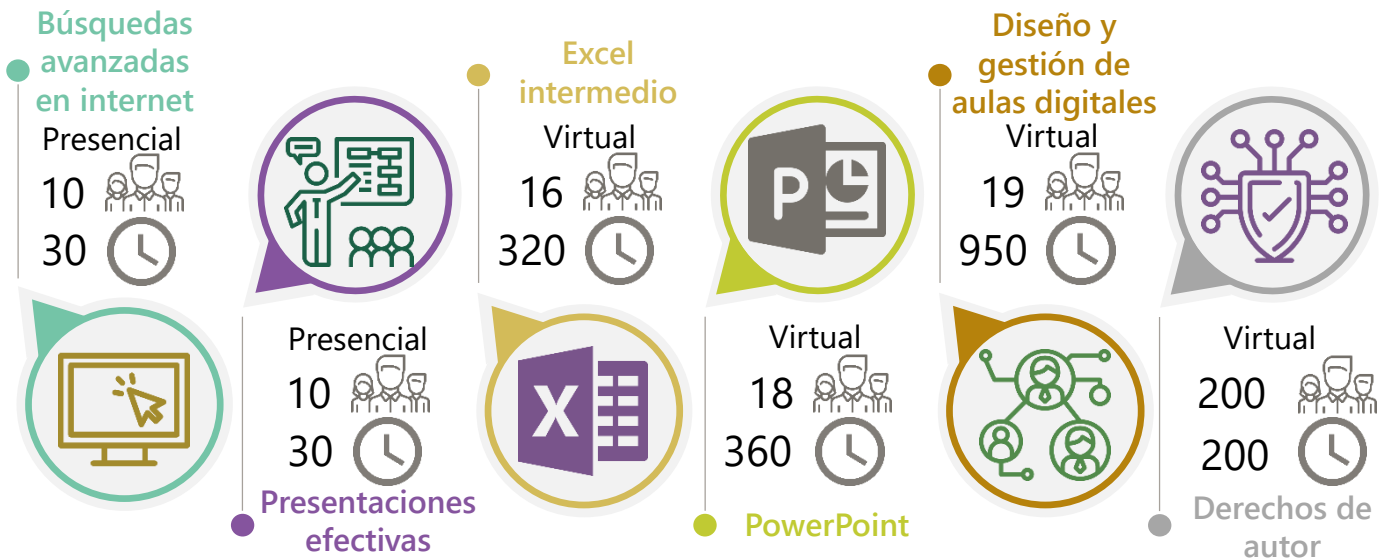 Búsquedas
avanzadas
en internet
Presencial
10
30
Presencial
10
30
Presentaciones
efectivas
Excel
intermedio
Virtual
16
320
X
P
Virtual
18
360
PowerPoint
Diseño y
gestión de
aulas digitales
Virtual
19
950
Virtual
200
200
Derechos de
autor